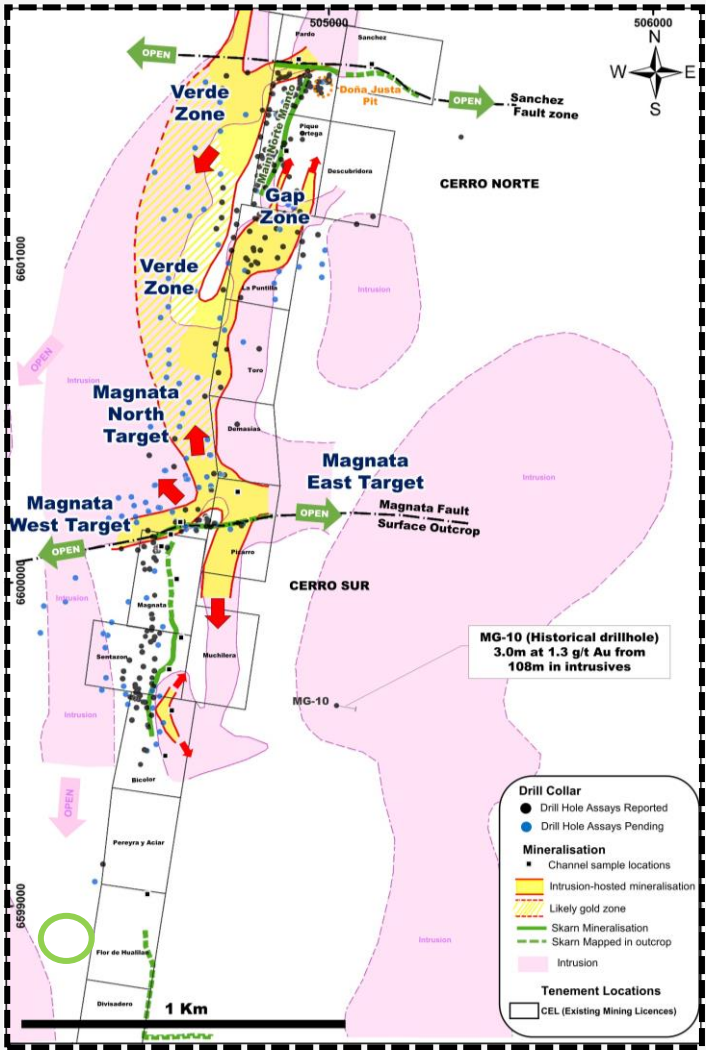 505000
506000
N
W
E
S
Pardo
Sanchez
OPEN
Verde
Zone
Doña Justa
Pit
OPEN
Sanchez
Fault zone
Main Norte Manto
Pique
Ortega
Descubridora
CERRO NORTE
Gap
Zone
6601000
Verde
Zone
La Puntilla
Intrusion
OPEN
Intrusion
Toro
Magnata
North
Target
Demasias
Magnata
East Target
Intrusion
Magnata
West Target
OPEN
Magnata Fault
Surface Outcrop
OPEN
Picarro
6600000
Intrusion
CERRO SUR
Magnata
Sentazon
Muchilera
MG-10 (Historical drillhole)
3.0m at 1.3 g/t Au from
108m in intrusives
MG-10
Intrusion
Bicolor
OPEN
Pereyra y Aciar
6599000
Flor de Hualilan
Intrusion
Divisadero
1 Km
Drill Collar
Drill Hole Assays Reported
Drill Hole Assays Pending
Mineralisation
Channel sample locations
Intrusion-hosted mineralisation
Likely gold zone
Skarn Mineralisation
Skarn Mapped in outcrop
Intrusion
Tenement Locations
CEL (Existing Mining Licences)